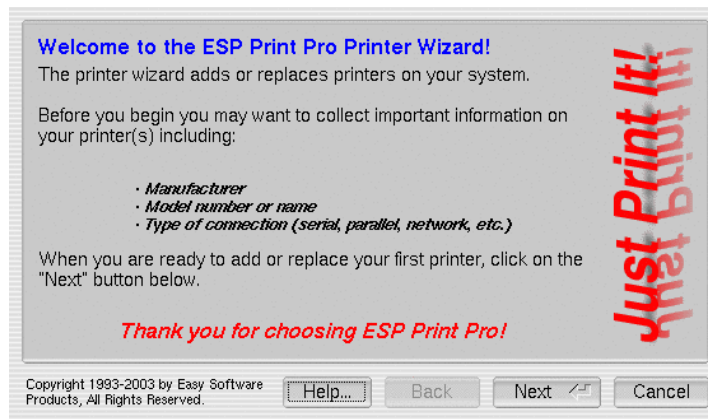 Welcome to the ESP Print Pro Printer Wizard!
The printer wizard adds or replaces printers on your system.
Before you begin you may want to collect important information on
your printer(s) including:
· Manufacturer
· Model number or name
· Type of connection (serial, parallel, network, etc.)
When you are ready to add or replace your first printer, click on the
"Next" button below.
Thank you for choosing ESP Print Pro!
Just Print It!
Copyright 1993-2003 by Easy Software
Products, All Rights Reserved.
Help...
Back
Next
Cancel